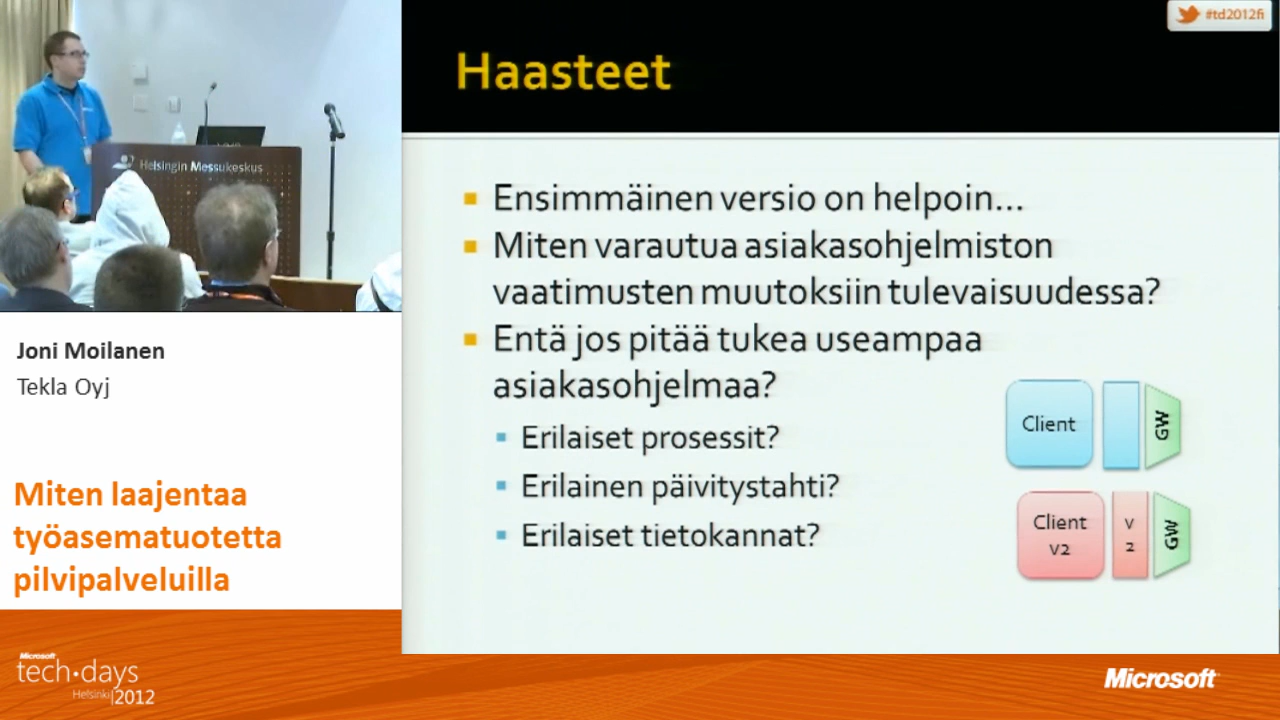 #td2012fi
Haasteet
Helsingin Messukeskus
Ensimmäinen versio on helpoin...
Miten varautua asiakasohjelmiston
vaatimusten muutoksiin tulevaisuudessa?
Entä jos pitää tukea useampaa
asiakasohjelmaa?
Erilaiset prosessit?
Erilainen päivitystahti?
Erilaiset tietokannat?
Client
GW
Client
v2
v
2
GW
Joni Moilanen
Tekla Oyj
Miten laajentaa
työasematuotetta
pilvipalveluilla
Microsoft
tech·days
Helsinki|2012
Microsoft